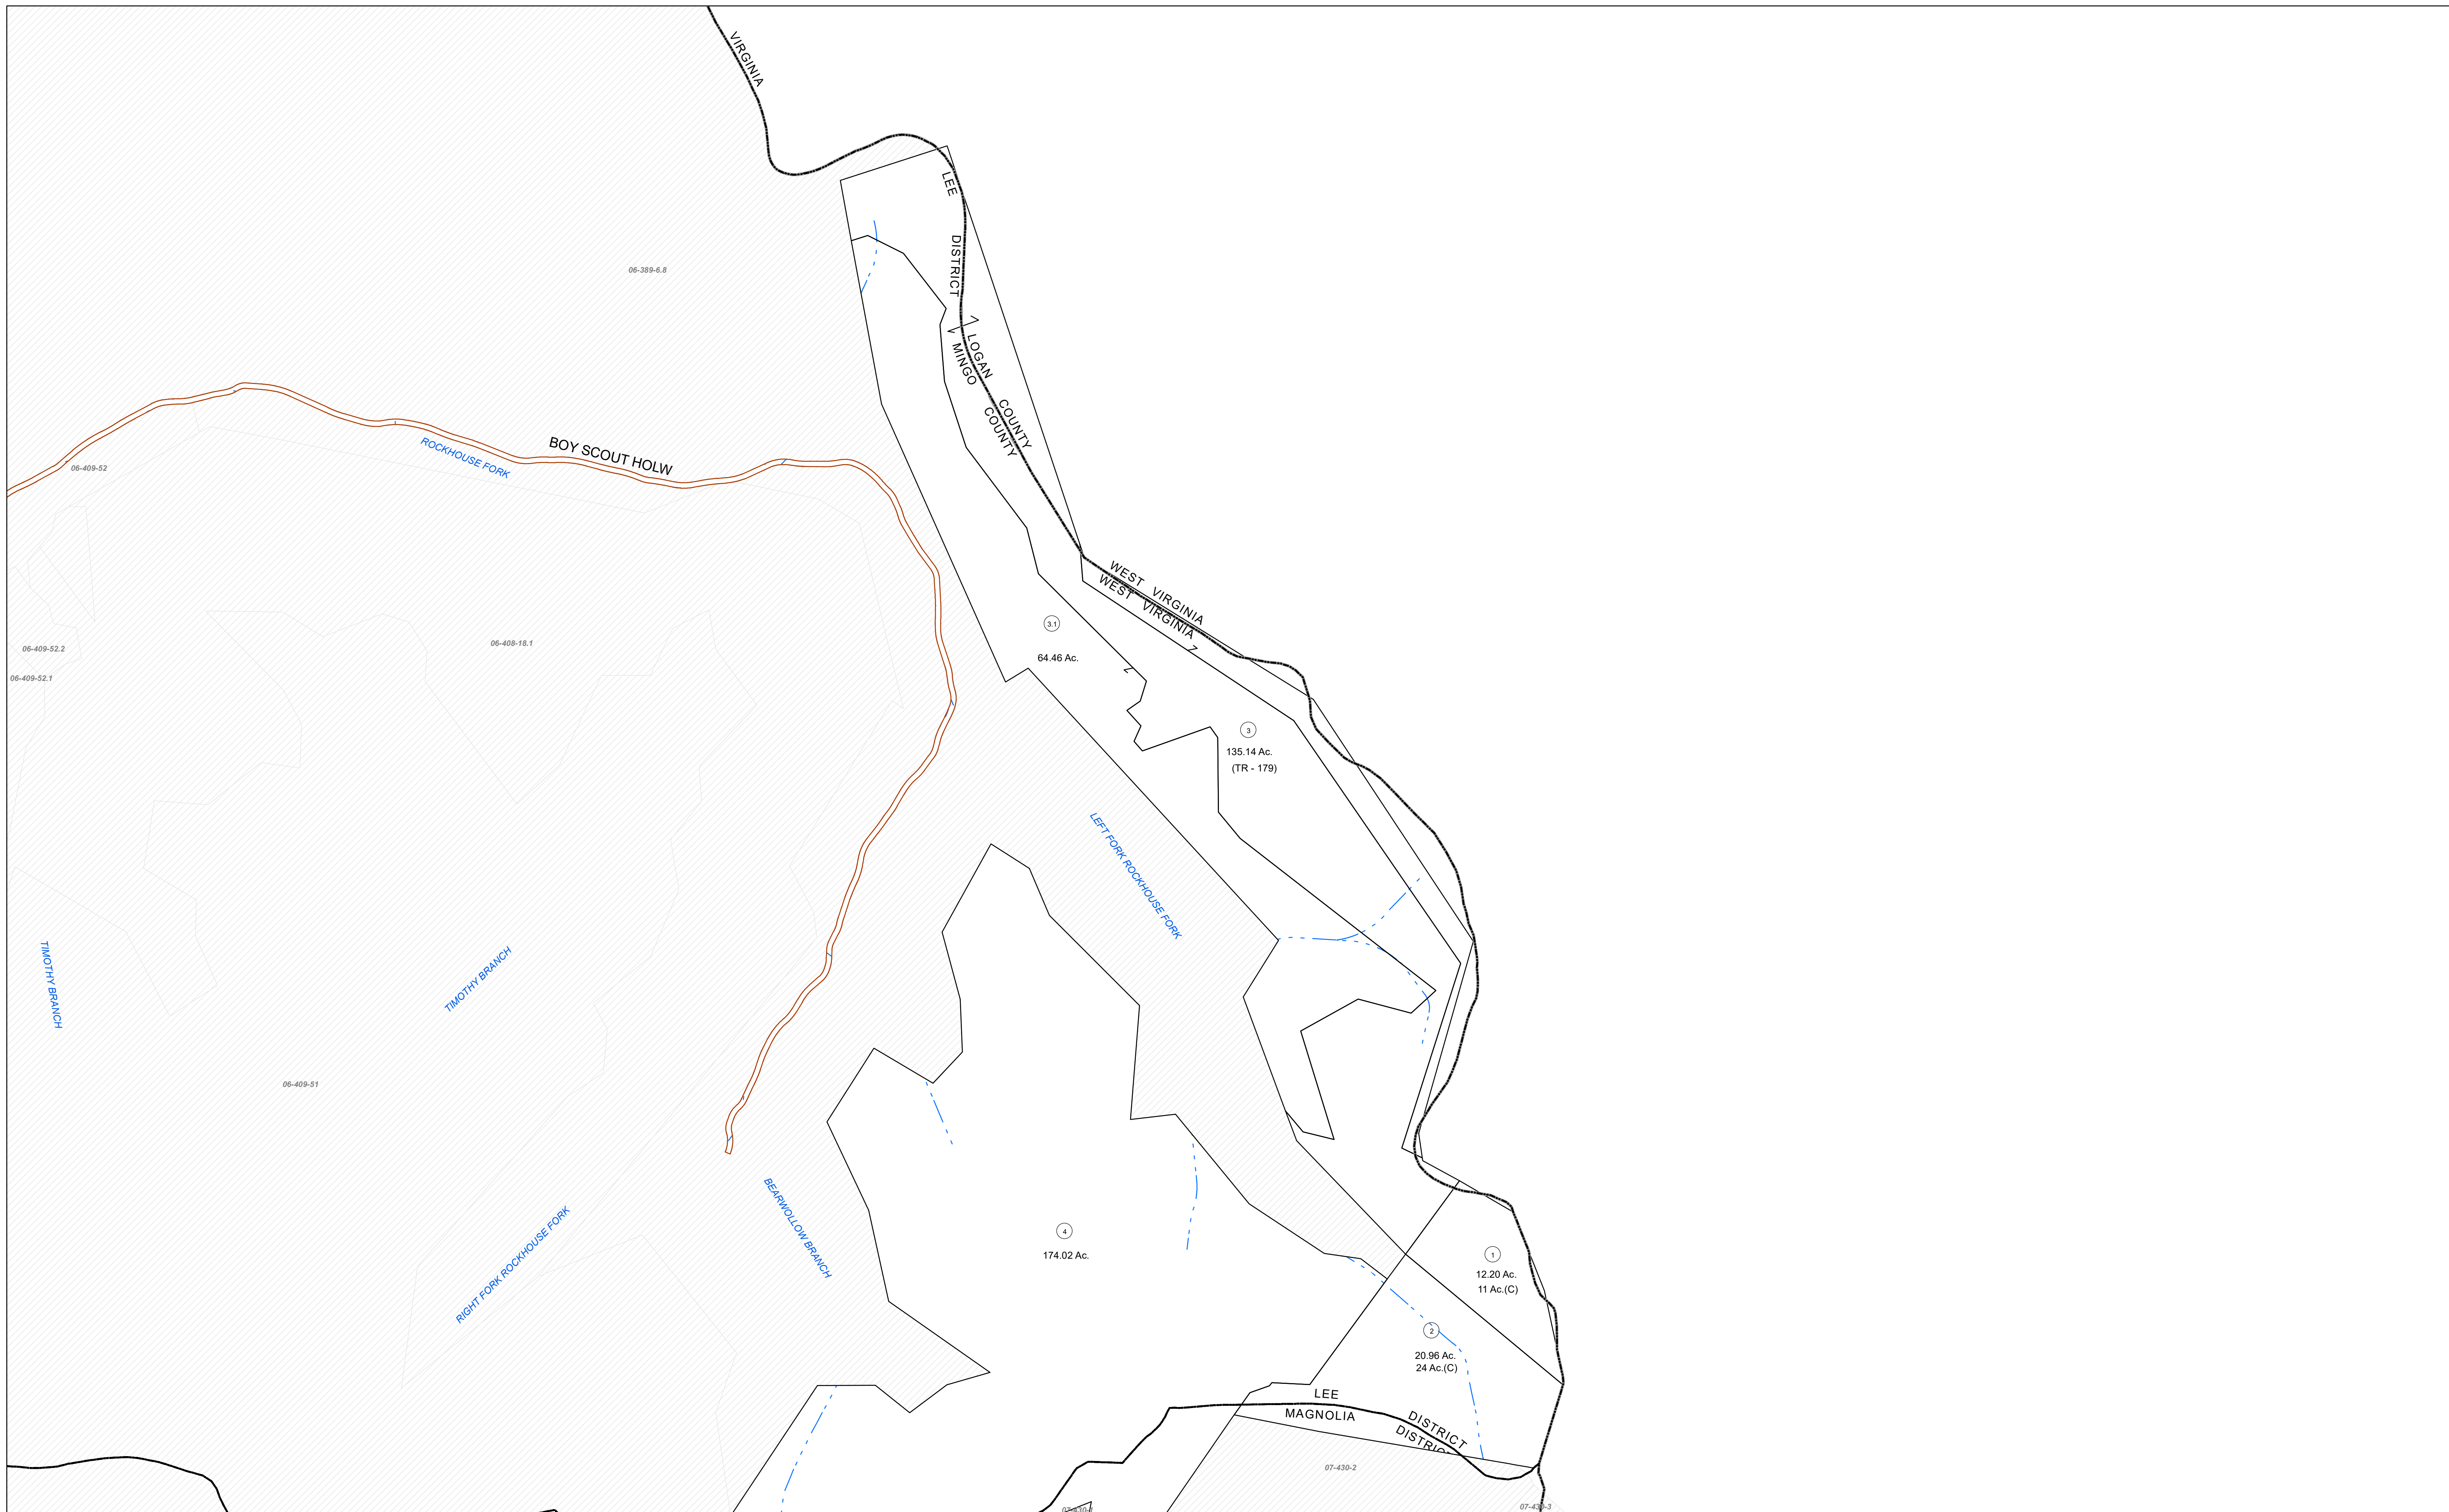 VIRGINIA
LEE DISTRICT
06-389-6.8
LOGAN COUNTY
MINGO COUNTY
BOY SCOUT HOLW
ROCKHOUSE FORK
06-409-52
WEST VIRGINIA
WEST VIRGINIA
3.1
64.46 Ac.
06-408-18.1
06-409-52.2
06-409-52.1
3
135.14 Ac.
(TR - 179)
LEFT FORK ROCKHOUSE FORK
TIMOTHY BRANCH
TIMOTHY BRANCH
06-409-51
BEARWOLLOW BRANCH
RIGHT FORK ROCKHOUSE FORK
4
174.02 Ac.
1
12.20 Ac.
11 Ac.(C)
2
20.96 Ac.
24 Ac.(C)
LEE DISTRICT
MAGNOLIA DISTRICT
07-430-2
07-430-3